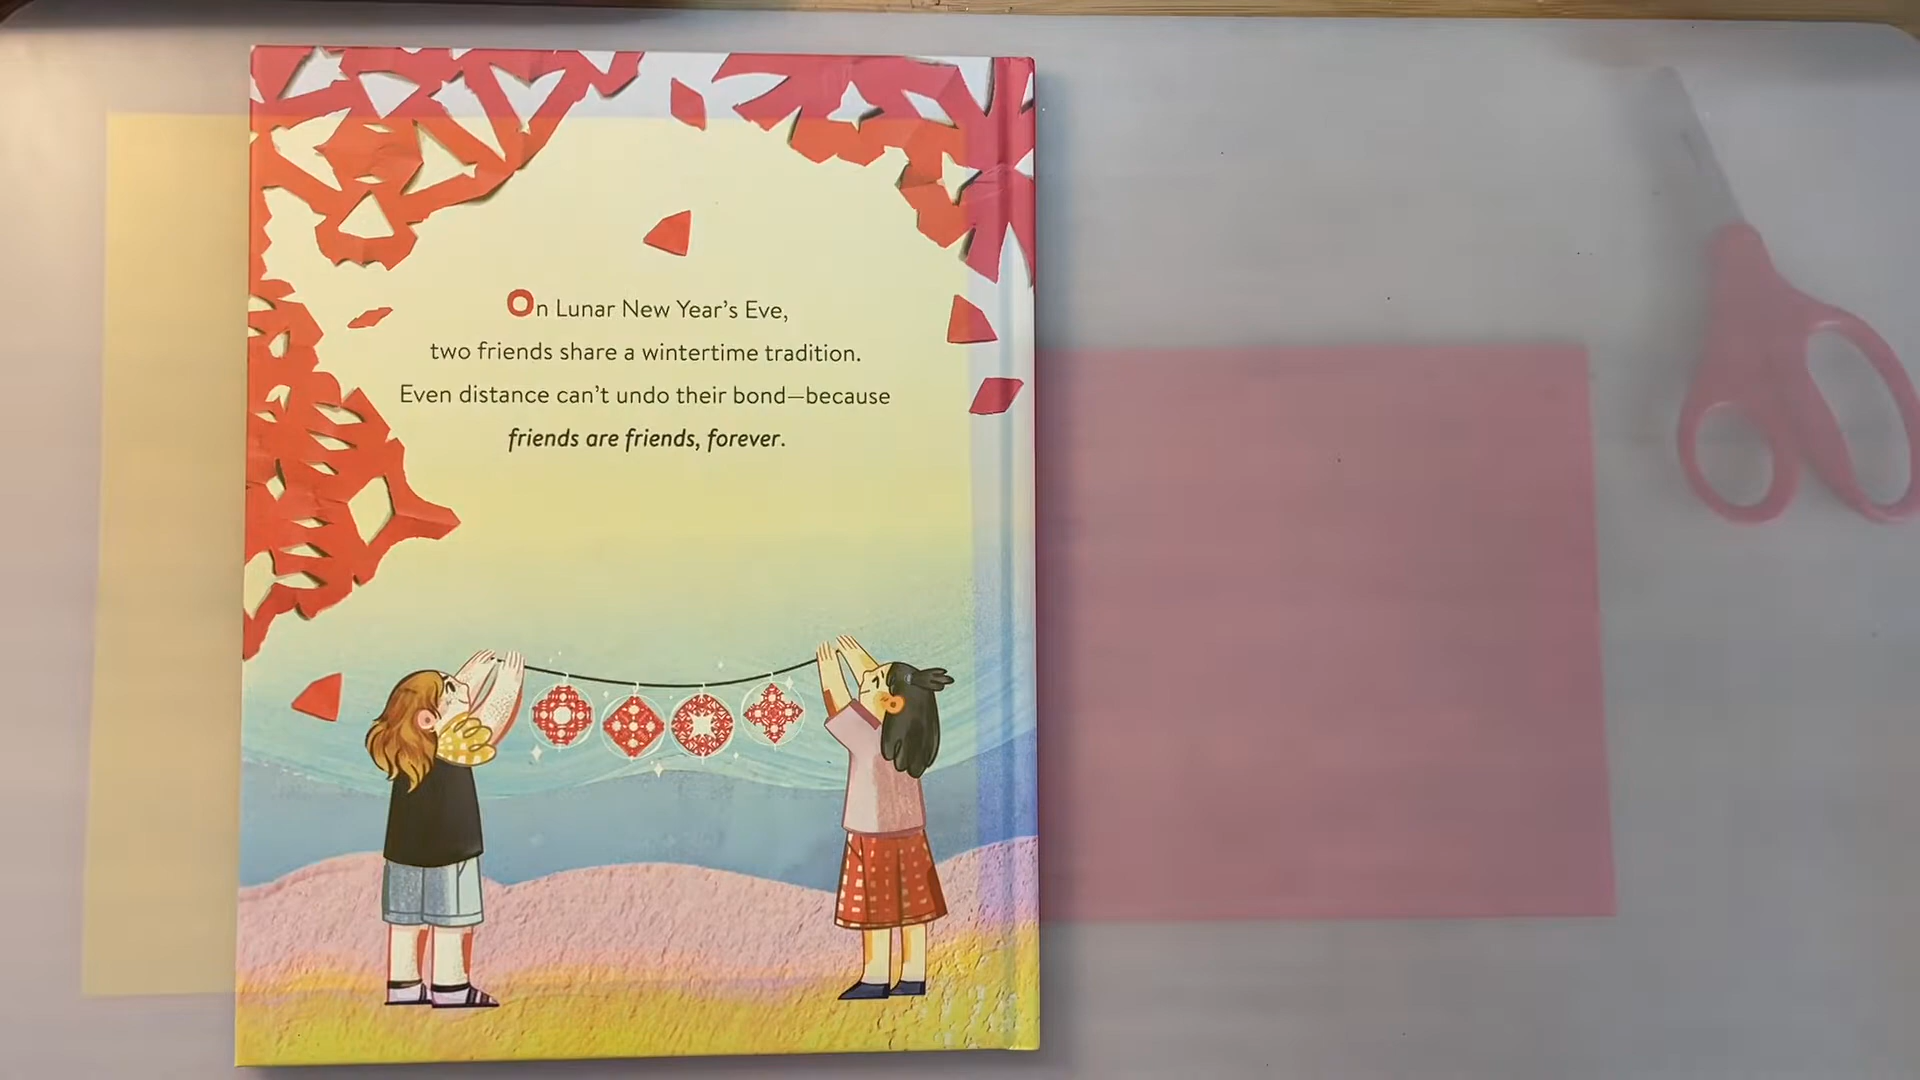 On Lunar New Year's Eve,
two friends share a wintertime tradition.
Even distance can't undo their bond—because
friends are friends, forever.